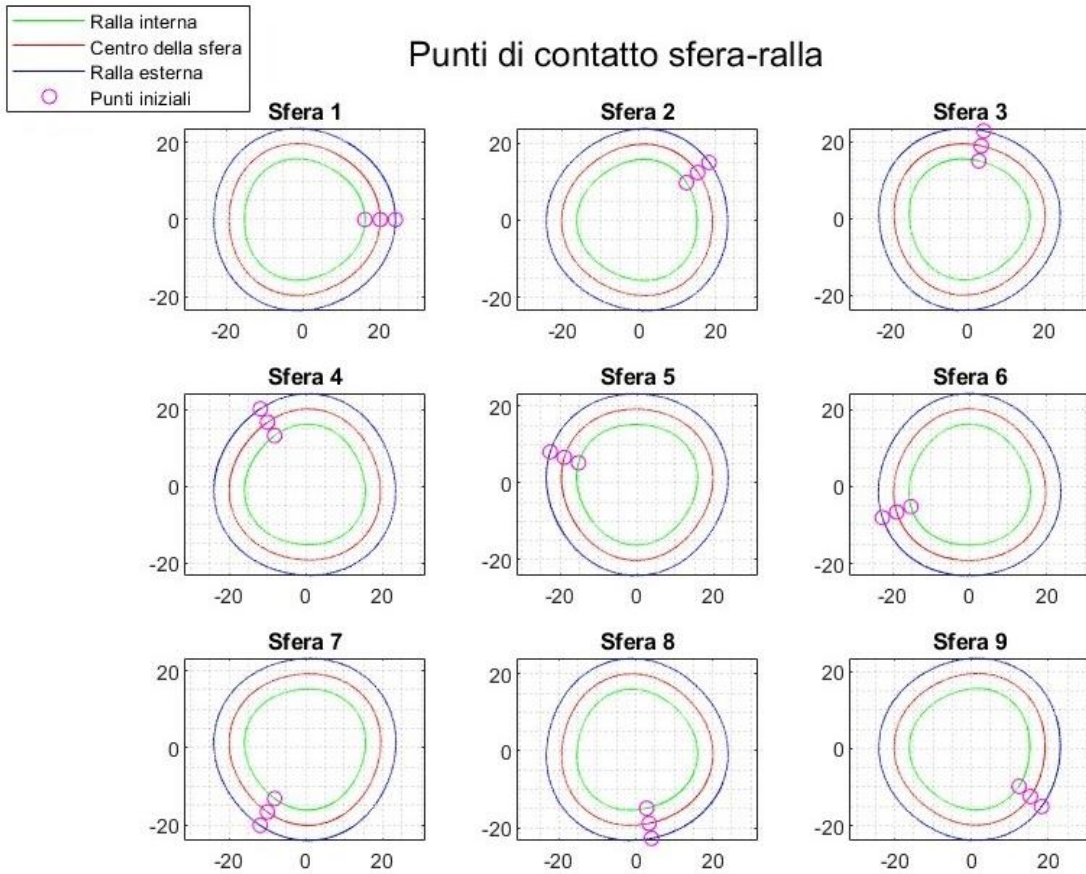 Ralla interna
Centro della sfera
Ralla esterna
Punti iniziali
Punti di contatto sfera-ralla
Sfera 1
20
0
-20
-20 0 20
Sfera 2
20
0
-20
-20 0 20
Sfera 3
20
0
-20
-20 0 20
Sfera 4
20
0
-20
-20 0 20
Sfera 5
20
0
-20
-20 0 20
Sfera 6
20
0
-20
-20 0 20
Sfera 7
20
0
-20
-20 0 20
Sfera 8
20
0
-20
-20 0 20
Sfera 9
20
0
-20
-20 0 20